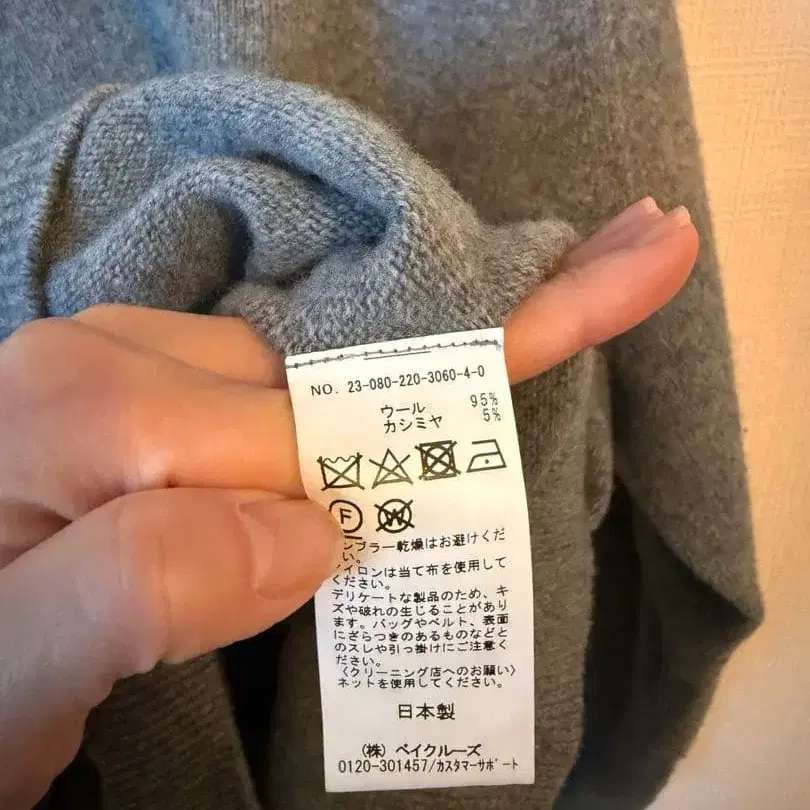 NO. 23-080-220-3060-4-0
ウール 95%
カシミヤ 5%
F W
ンブラー乾燥はお避けくだ
い。
イロンは当て布を使用して
ください。
デリケートな製品のため、キ
ズや破れの生じることがあり
ます。バッグやベルト、表面
にざらつきのあるものなどと
のスレや引っ掛けにご注意く
ださい。
〈クリーニング店へのお願い〉
ネットを使用してください。
日本製
(株) ベイクルーズ
0120-301457/カスタマーサポート